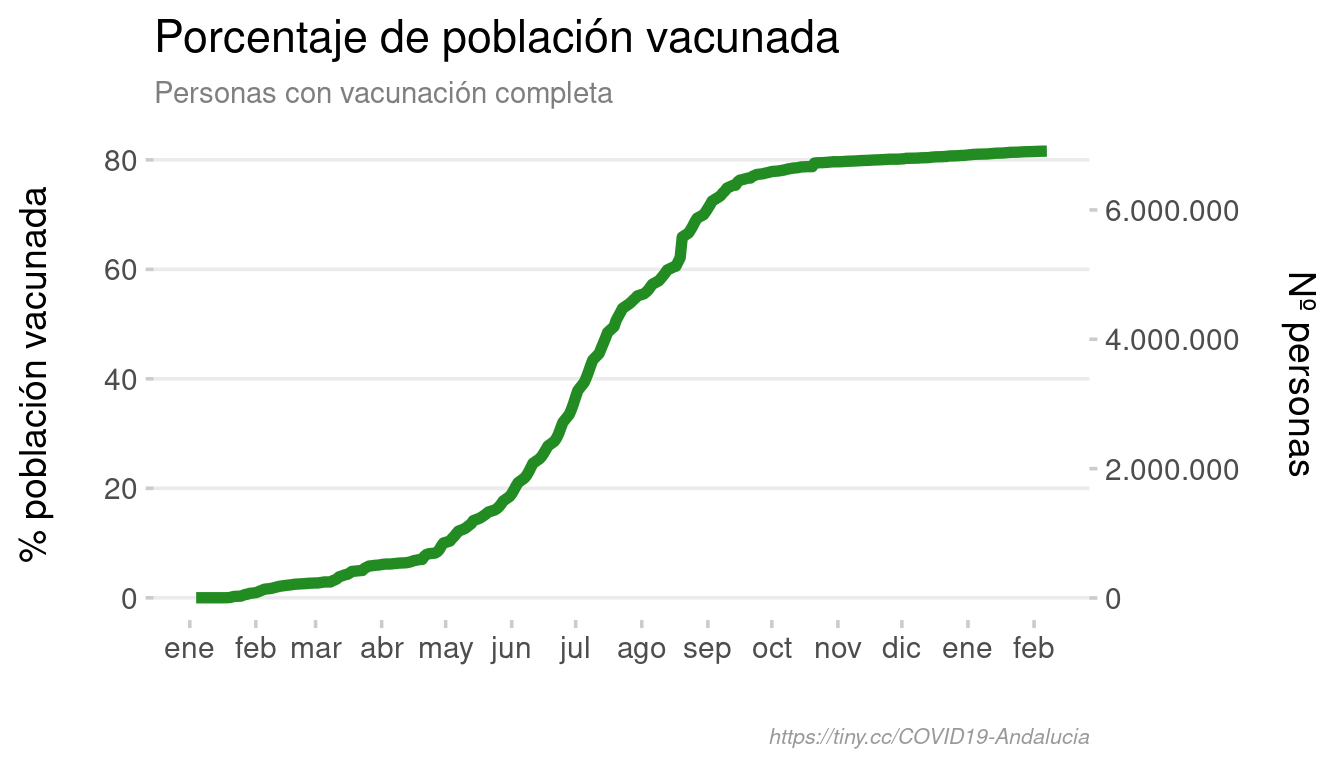 Porcentaje de población vacunada
Personas con vacunación completa
% población vacunada
80
60
40
20
0
6.000.000
4.000.000
2.000.000
0
Nº personas
ene feb mar abr may jun jul ago sep oct nov dic ene feb
https://tiny.cc/COVID19-Andalucia